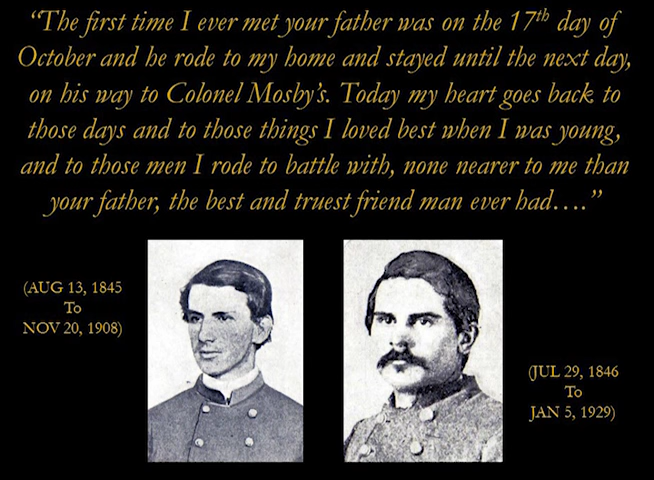 “The first time I ever met your father was on the 17th day of
October and he rode to my home and stayed until the next day,
on his way to Colonel Mosby’s. Today my heart goes back to
those days and to those things I loved best when I was young,
and to those men I rode to battle with, none nearer to me than
your father, the best and truest friend man ever had….”
(AUG 13, 1845
To
NOV 20, 1908)
(JUL 29, 1846
To
JAN 5, 1929)